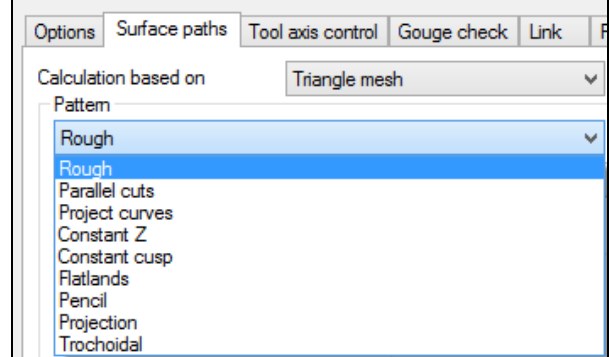 Options Surface paths Tool axis control Gouge check Link
Calculation based on Triangle mesh
Pattern
Rough
Rough
Parallel cuts
Project curves
Constant Z
Constant cusp
Flatlands
Pencil
Projection
Trochoidal